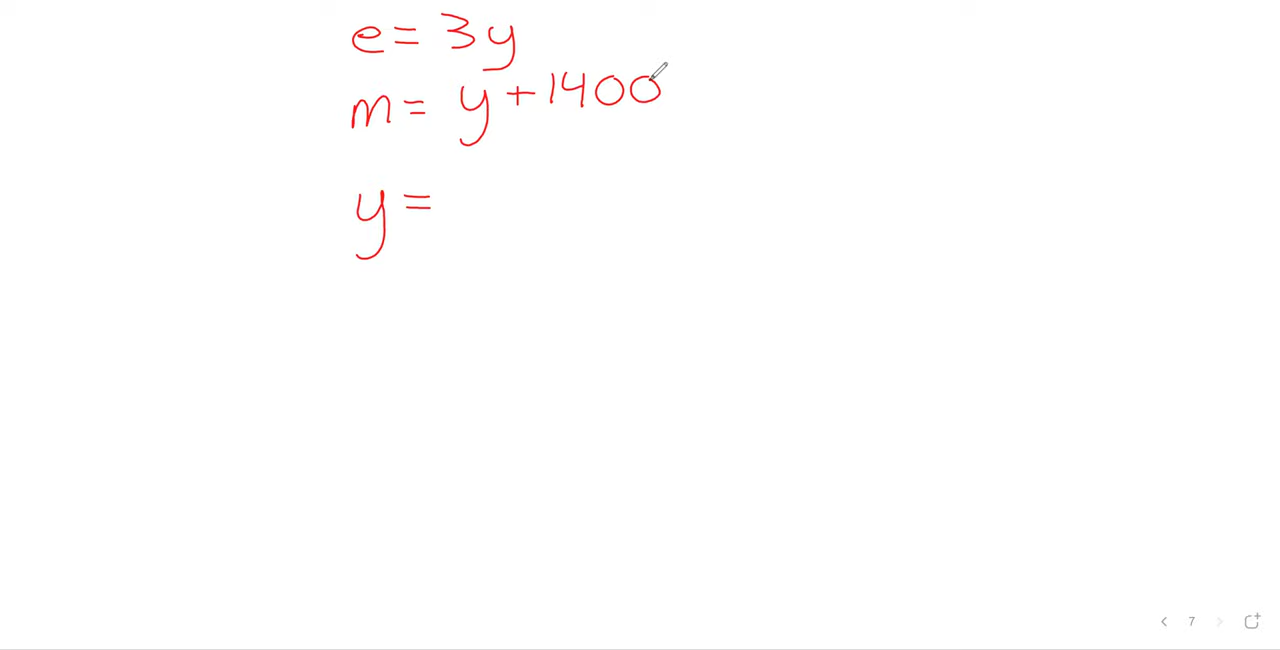 e = 3y
m = y + 1400
y =
7